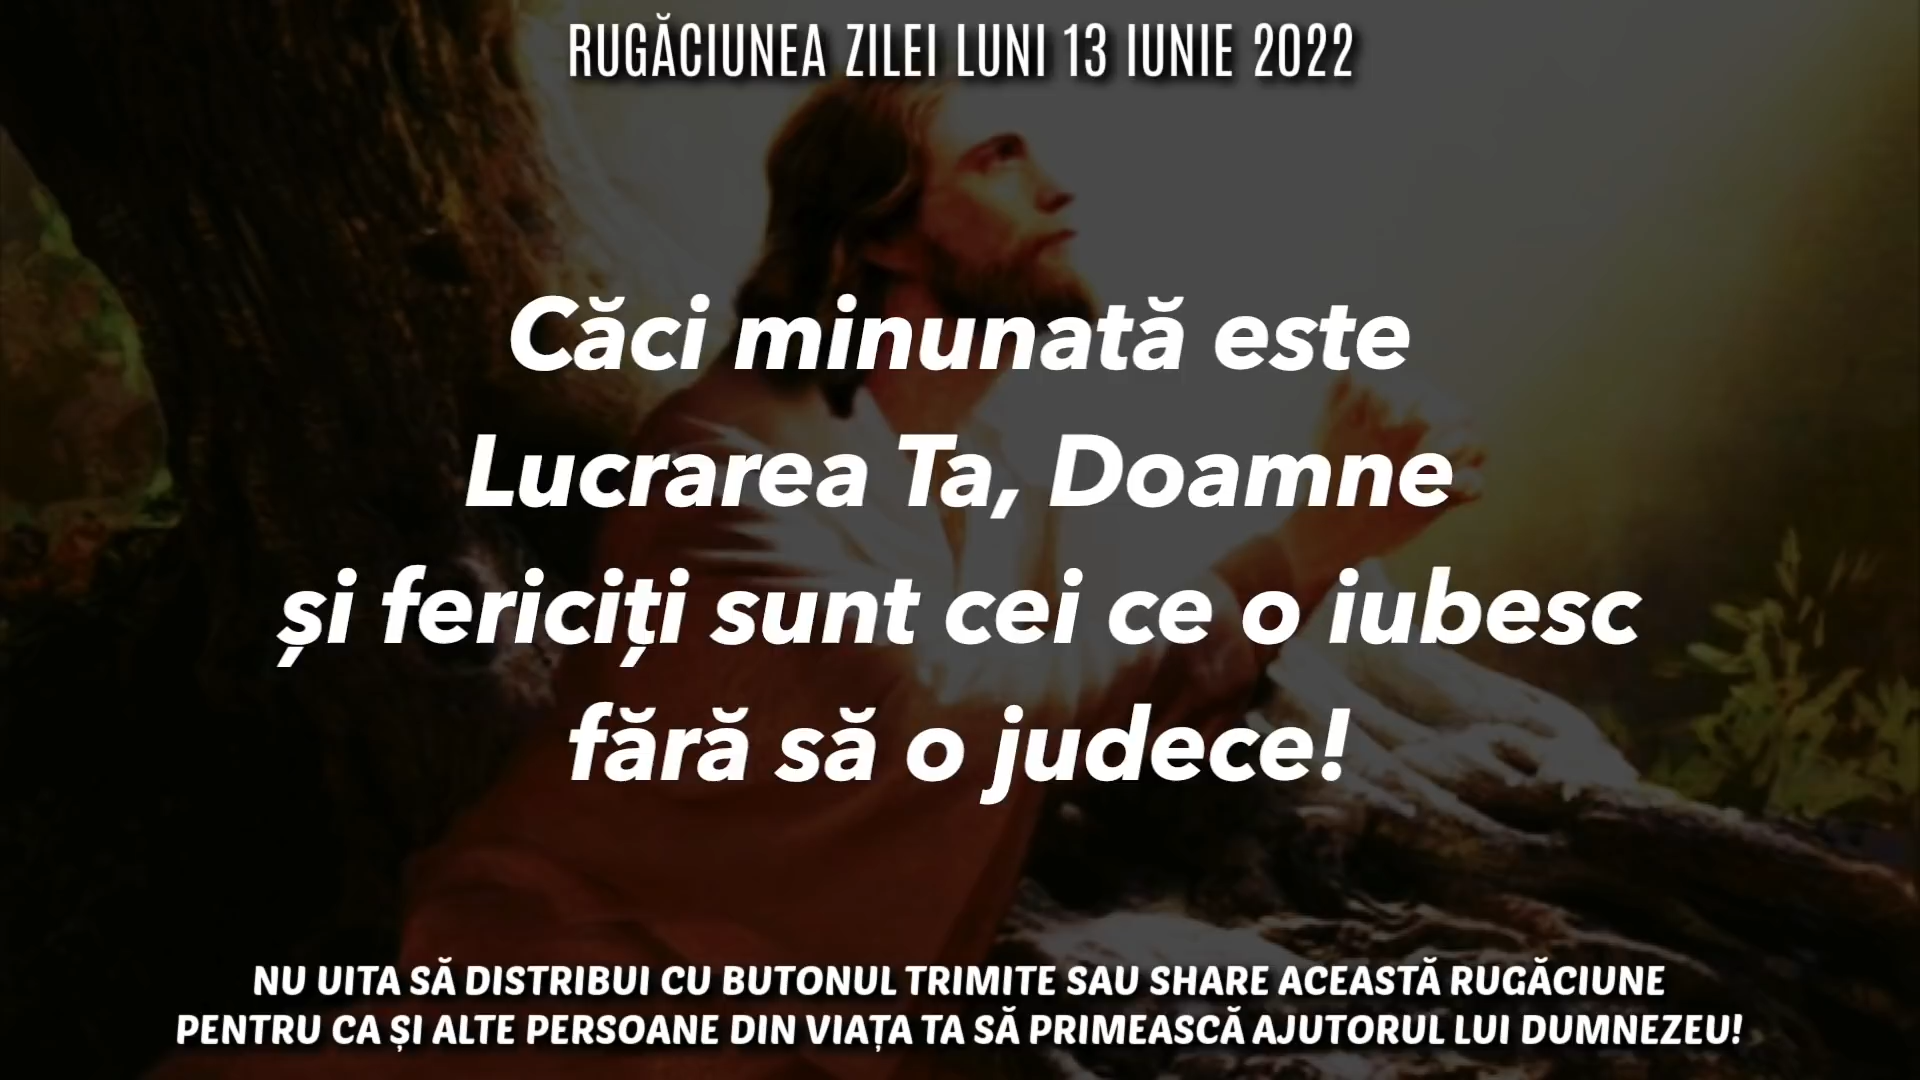 RUGĂCIUNEA ZILEI LUNI 13 IUNIE 2022
Căci minunată este
Lucrarea Ta, Doamne
și fericiți sunt cei ce o iubesc
fără să o judece!
NU UITA SĂ DISTRIBUI CU BUTONUL TRIMITE SAU SHARE ACEASTĂ RUGĂCIUNE
PENTRU CA ȘI ALTE PERSOANE DIN VIAȚA TA SĂ PRIMEASCĂ AJUTORUL LUI DUMNEZEU!